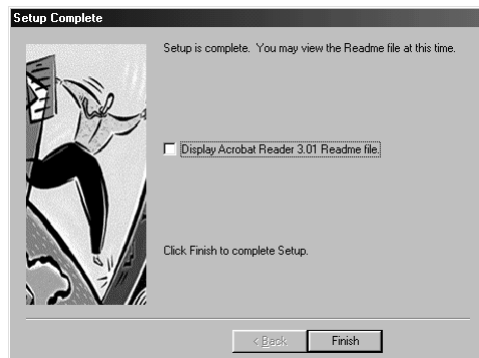 Setup Complete
Setup is complete. You may view the Readme file at this time.
Display Acrobat Reader 3.01 Readme file.
Click Finish to complete Setup.
< Back Finish